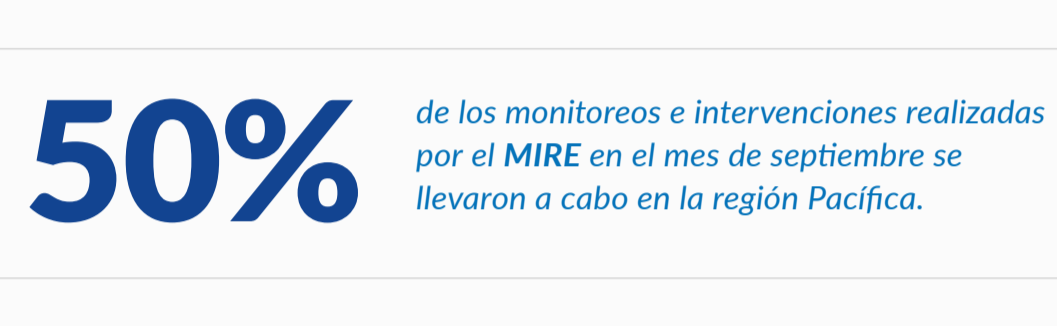 50%
de los monitoreos e intervenciones realizadas
por el MIRE en el mes de septiembre se
llevaron a cabo en la región Pacífica.